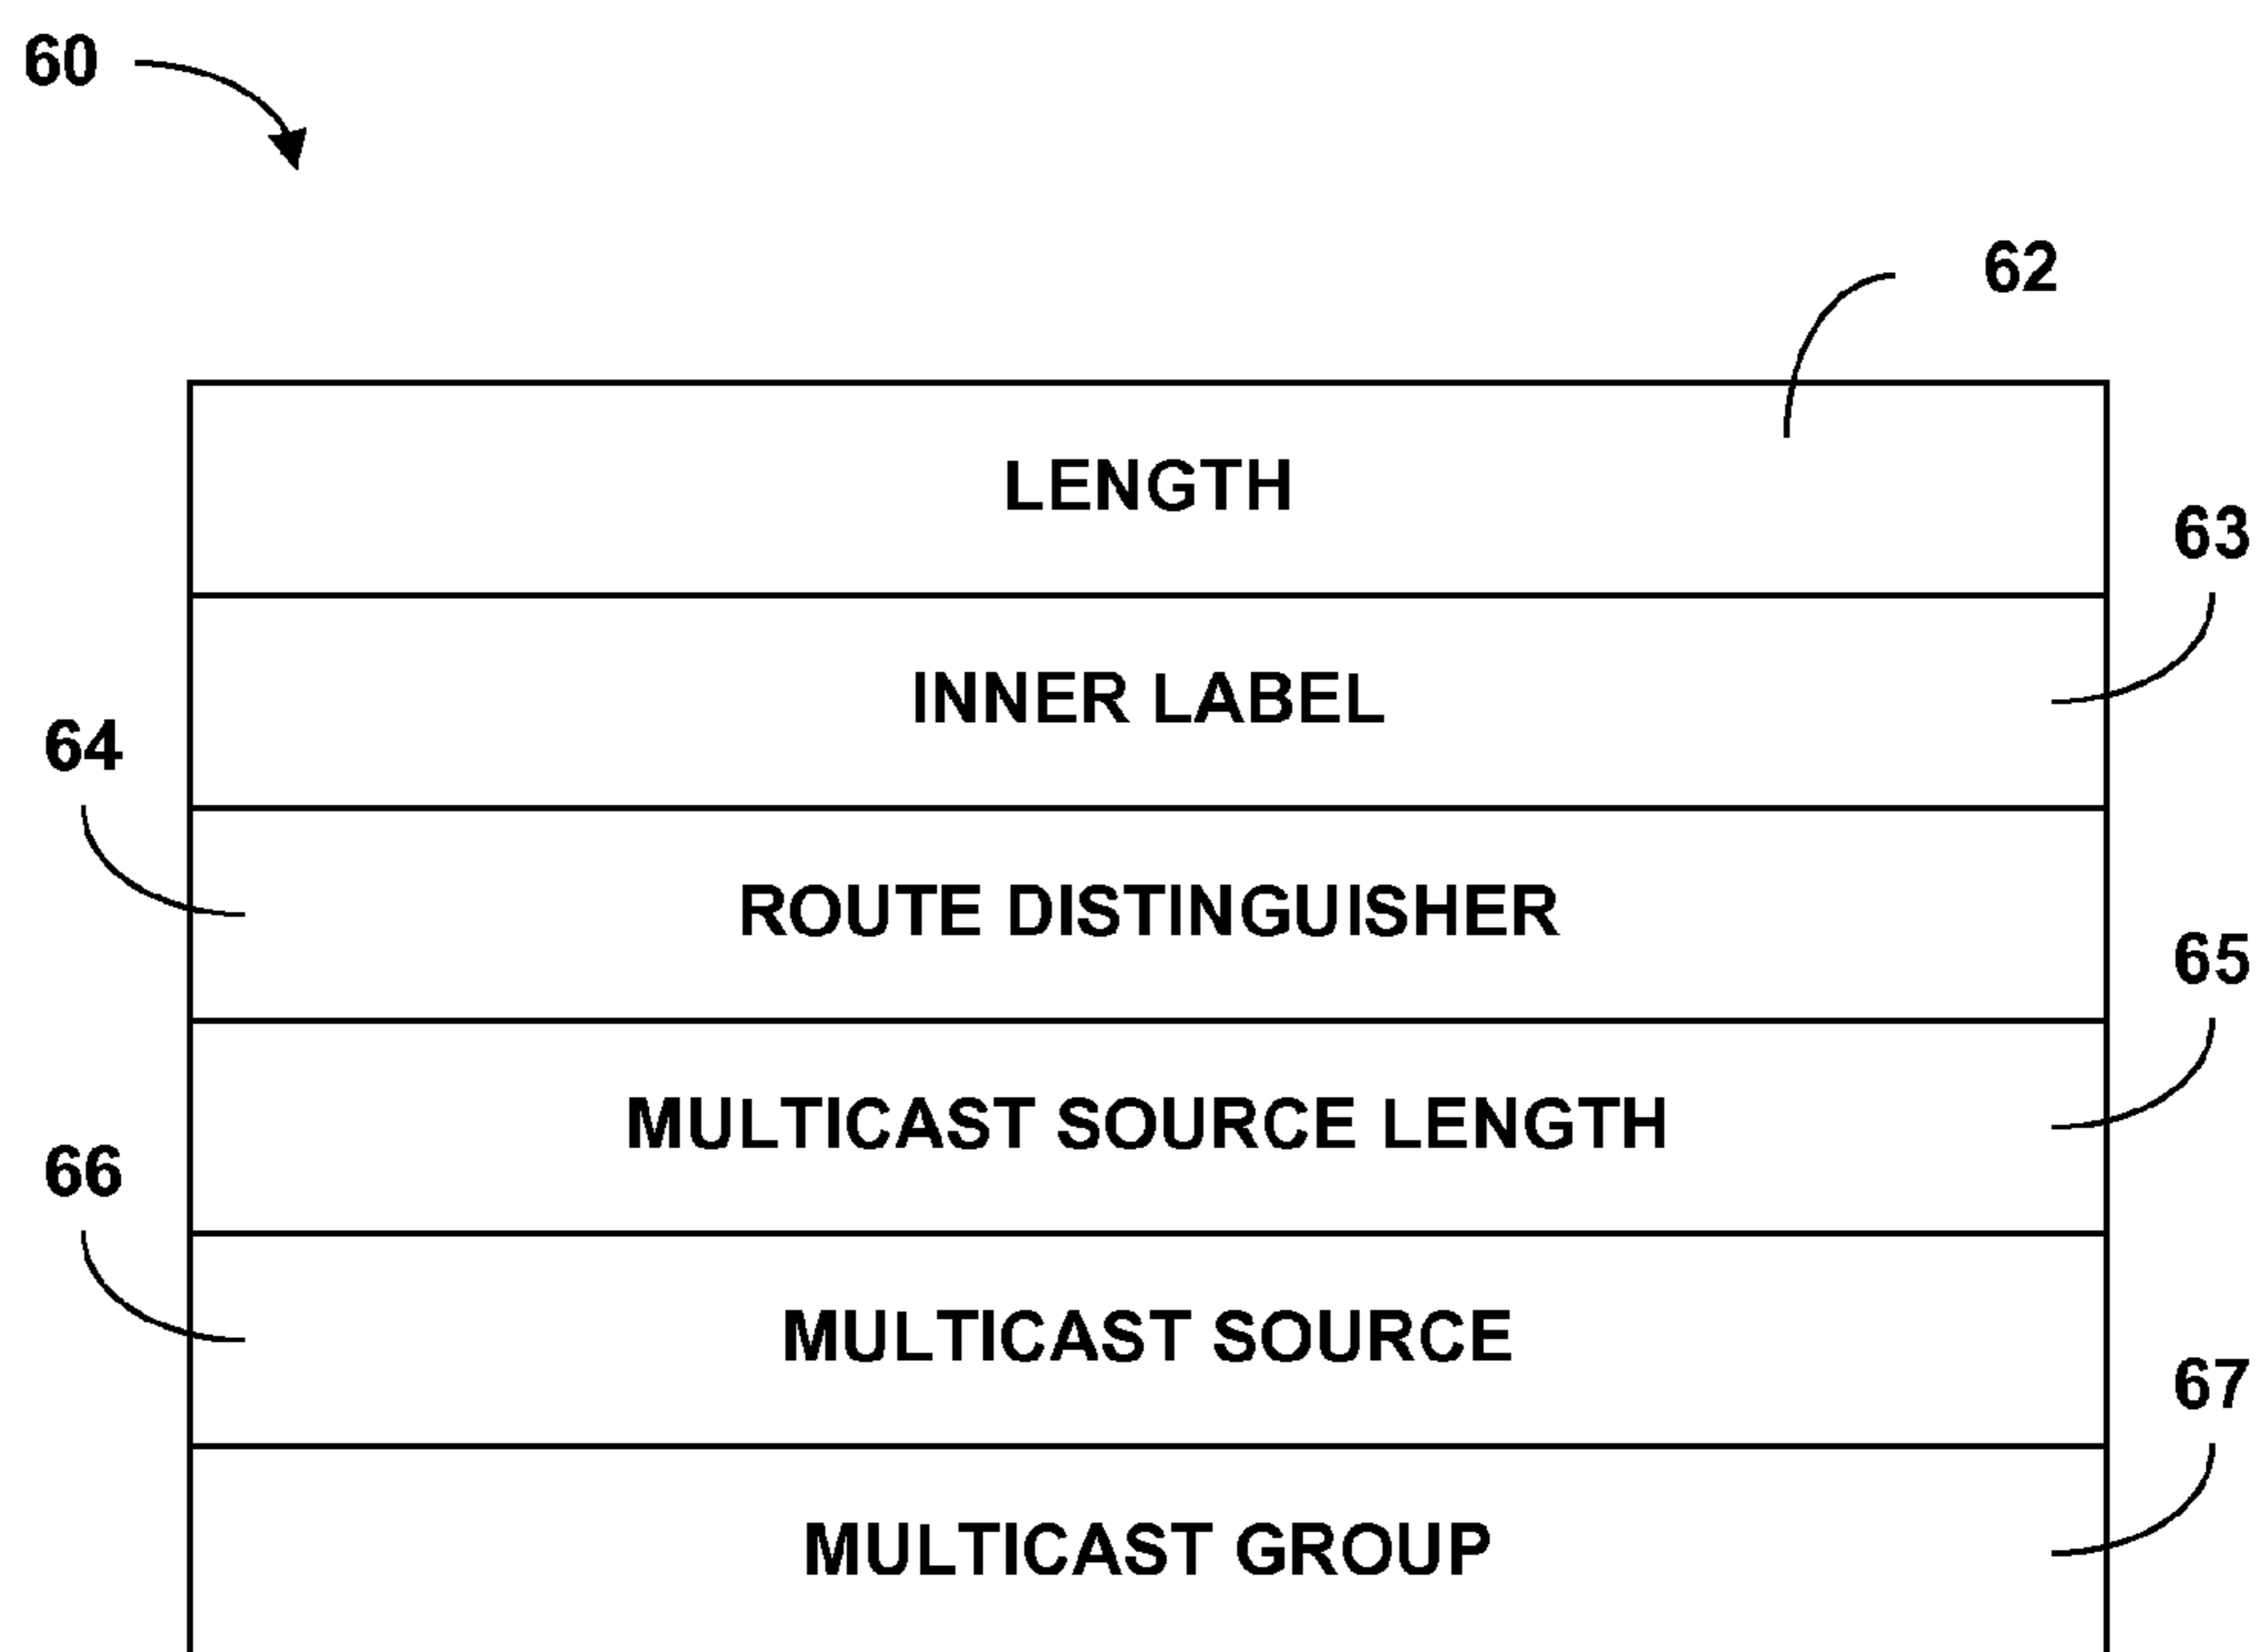 60
62
LENGTH
63
INNER LABEL
64
ROUTE DISTINGUISHER
65
MULTICAST SOURCE LENGTH
66
MULTICAST SOURCE
67
MULTICAST GROUP